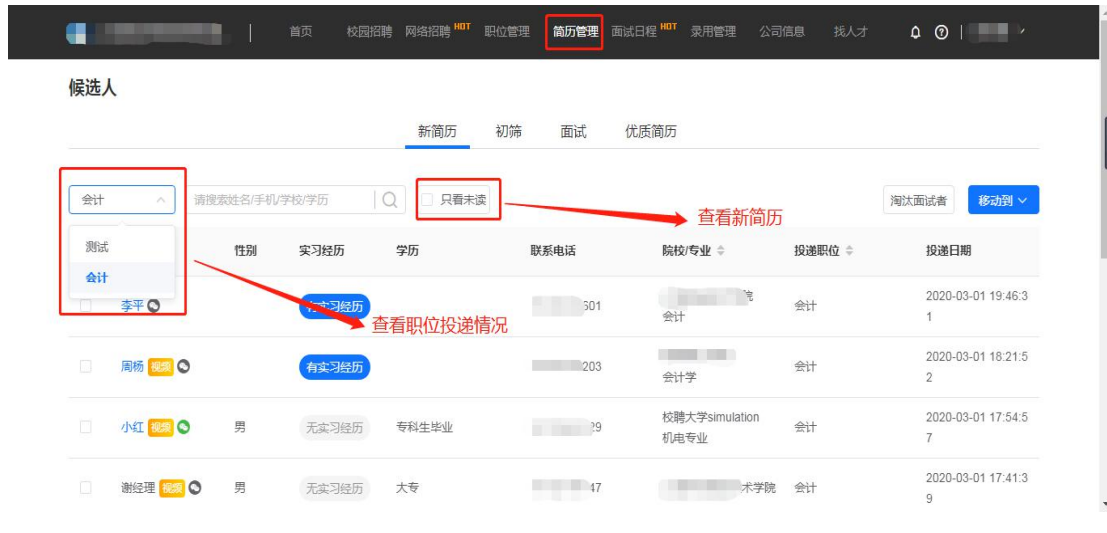 首页 校园招聘 网络招聘 HOT 职位管理 简历管理 面试日程 HOT 录用管理 公司信息 找人才
候选人
新简历 初筛 面试 优质简历
会计 请搜索姓名/手机/学校/学历 只看未读 淘汰面试者 移动到
查看新简历
测试 性别 实习经历 学历 联系电话 院校/专业 投递职位 投递日期
会计
李平 有实习经历 601 院 会计 2020-03-01 19:46:3
会计 1
查看职位投递情况
周杨 视频 有实习经历 203 会计 2020-03-01 18:21:5
会计学 2
小红 视频 男 无实习经历 专科生毕业 29 校聘大学simulation 会计 2020-03-01 17:54:5
机电专业 7
谢经理 视频 男 无实习经历 大专 47 术学院 会计 2020-03-01 17:41:3
9